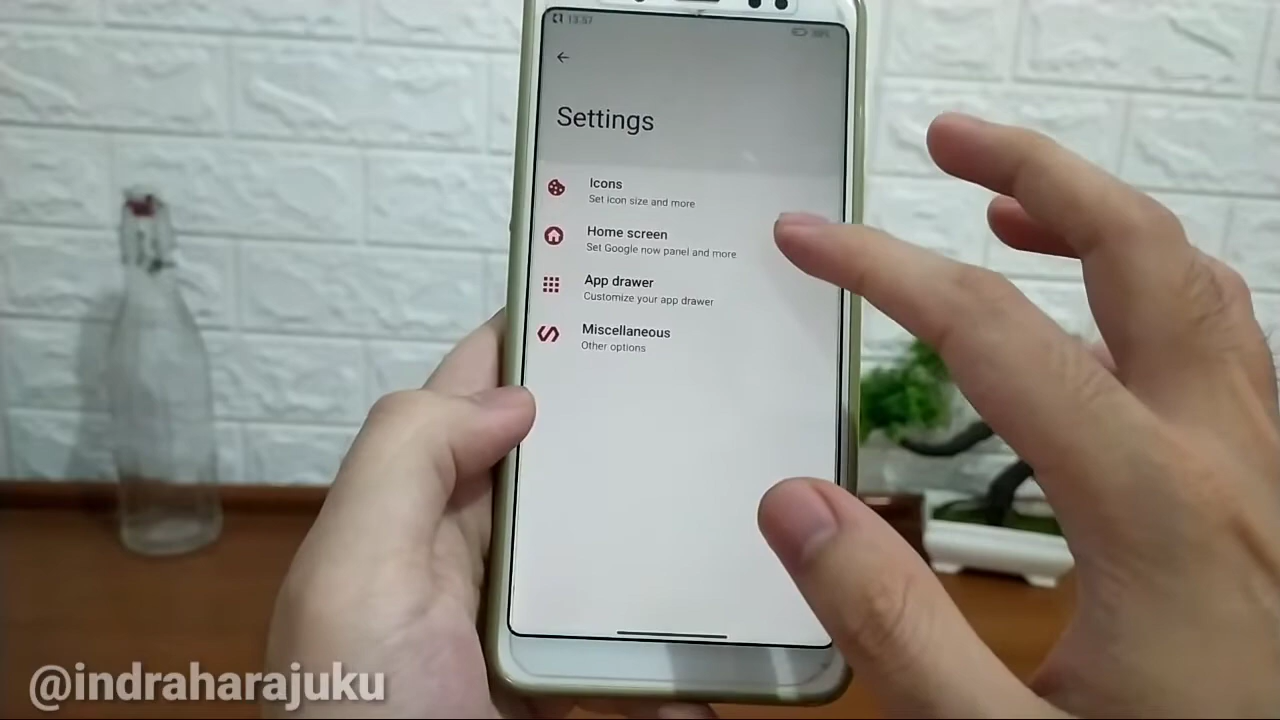 13.57
Settings
Icons
Set icon size and more
Home screen
Set Google now panel and more
App drawer
Customize your app drawer
Miscellaneous
Other options
@indraharajuku